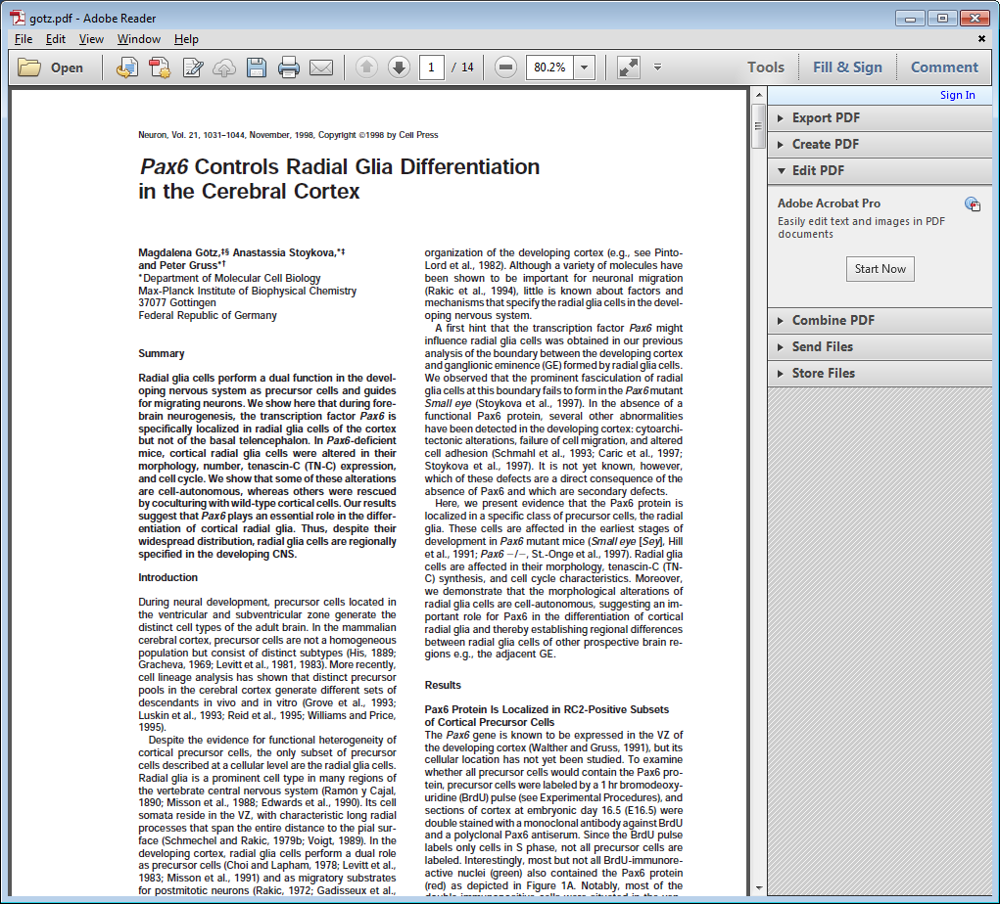 gotz.pdf - Adobe Reader
File Edit View Window Help
Open
1 / 14
80.2%
Tools
Fill & Sign
Comment
Neuron, Vol. 21, 1031–1044, November, 1998, Copyright ©1998 by Cell Press
Pax6 Controls Radial Glia Differentiation
in the Cerebral Cortex
Magdalena Götz,‡§ Anastassia Stoykova,*‡
and Peter Gruss*†
*Department of Molecular Cell Biology
Max-Planck Institute of Biophysical Chemistry
37077 Gottingen
Federal Republic of Germany
Summary
Radial glia cells perform a dual function in the devel-
oping nervous system as precursor cells and guides
for migrating neurons. We show here that during fore-
brain neurogenesis, the transcription factor Pax6 is
specifically localized in radial glia cells of the cortex
but not of the basal telencephalon. In Pax6-deficient
mice, cortical radial glia cells were altered in their
morphology, number, tenascin-C (TN-C) expression,
and cell cycle. We show that some of these alterations
are cell-autonomous, whereas others were rescued
by coculturing with wild-type cortical cells. Our results
suggest that Pax6 plays an essential role in the differ-
entiation of cortical radial glia. Thus, despite their
widespread distribution, radial glia cells are regionally
specified in the developing CNS.
Introduction
During neural development, precursor cells located in
the ventricular and subventricular zone generate the
distinct cell types of the adult brain. In the mammalian
cerebral cortex, precursor cells are not a homogeneous
population but consist of distinct subtypes (His, 1889;
Gracheva, 1969; Levitt et al., 1981, 1983). More recently,
cell lineage analysis has shown that distinct precursor
pools in the cerebral cortex generate different sets of
descendants in vivo and in vitro (Grove et al., 1993;
Luskin et al., 1993; Reid et al., 1995; Williams and Price,
1995).
Despite the evidence for functional heterogeneity of
cortical precursor cells, the only subset of precursor
cells described at a cellular level are the radial glia cells.
Radial glia is a prominent cell type in many regions of
the vertebrate central nervous system (Ramon y Cajal,
1890; Misson et al., 1988; Edwards et al., 1990). Its cell
somata reside in the VZ, with characteristic long radial
processes that span the entire distance to the pial sur-
face (Schmechel and Rakic, 1979b; Voigt, 1989). In the
developing cortex, radial glia cells perform a dual role
as precursor cells (Choi and Lapham, 1978; Levitt et al.,
1983; Misson et al., 1991) and as migratory substrates
for postmitotic neurons (Rakic, 1972; Gadisseux et al.,
organization of the developing cortex (e.g., see Pinto-
Lord et al., 1982). Although a variety of molecules have
been shown to be important for neuronal migration
(Rakic et al., 1994), little is known about factors and
mechanisms that specify the radial glia cells in the devel-
oping nervous system.
A first hint that the transcription factor Pax6 might
influence radial glia cells was obtained in our previous
analysis of the boundary between the developing cortex
and ganglionic eminence (GE) formed by radial glia cells.
We observed that the prominent fasciculation of radial
glia cells at this boundary fails to form in the Pax6 mutant
Small eye (Stoykova et al., 1997). In the absence of a
functional Pax6 protein, several other abnormalities
have been detected in the developing cortex: cytoarchi-
tectonic alterations, failure of cell migration, and altered
cell adhesion (Schmahl et al., 1993; Caric et al., 1997;
Stoykova et al., 1997). It is not yet known, however,
which of these defects are a direct consequence of the
absence of Pax6 and which are secondary defects.
Here, we present evidence that the Pax6 protein is
localized in a specific class of precursor cells, the radial
glia. These cells are affected in the earliest stages of
development in Pax6 mutant mice (Small eye [Sey], Hill
et al., 1991; Pax6 −/−, St.-Onge et al., 1997). Radial glia
cells are affected in their morphology, tenascin-C (TN-
C) synthesis, and cell cycle characteristics. Moreover,
we demonstrate that the morphological alterations of
radial glia cells are cell-autonomous, suggesting an im-
portant role for Pax6 in the differentiation of cortical
radial glia and thereby establishing regional differences
between radial glia cells of other prospective brain re-
gions e.g., the adjacent GE.
Results
Pax6 Protein Is Localized in RC2-Positive Subsets
of Cortical Precursor Cells
The Pax6 gene is known to be expressed in the VZ of
the developing cortex (Walther and Gruss, 1991), but its
cellular location has not yet been studied. To examine
whether all precursor cells would contain the Pax6 pro-
tein, precursor cells were labeled by a 1 hr bromodeoxy-
uridine (BrdU) pulse (see Experimental Procedures), and
sections of cortex at embryonic day 16.5 (E16.5) were
double stained with a monoclonal antibody against BrdU
and a polyclonal Pax6 antiserum. Since the BrdU pulse
labels only cells in S phase, not all precursor cells are
labeled. Interestingly, most but not all BrdU-immunore-
active nuclei (green) also contained the Pax6 protein
(red) as depicted in Figure 1A. Notably, most of the
Sign In
Export PDF
Create PDF
Edit PDF
Adobe Acrobat Pro
Easily edit text and images in PDF
documents
Start Now
Combine PDF
Send Files
Store Files